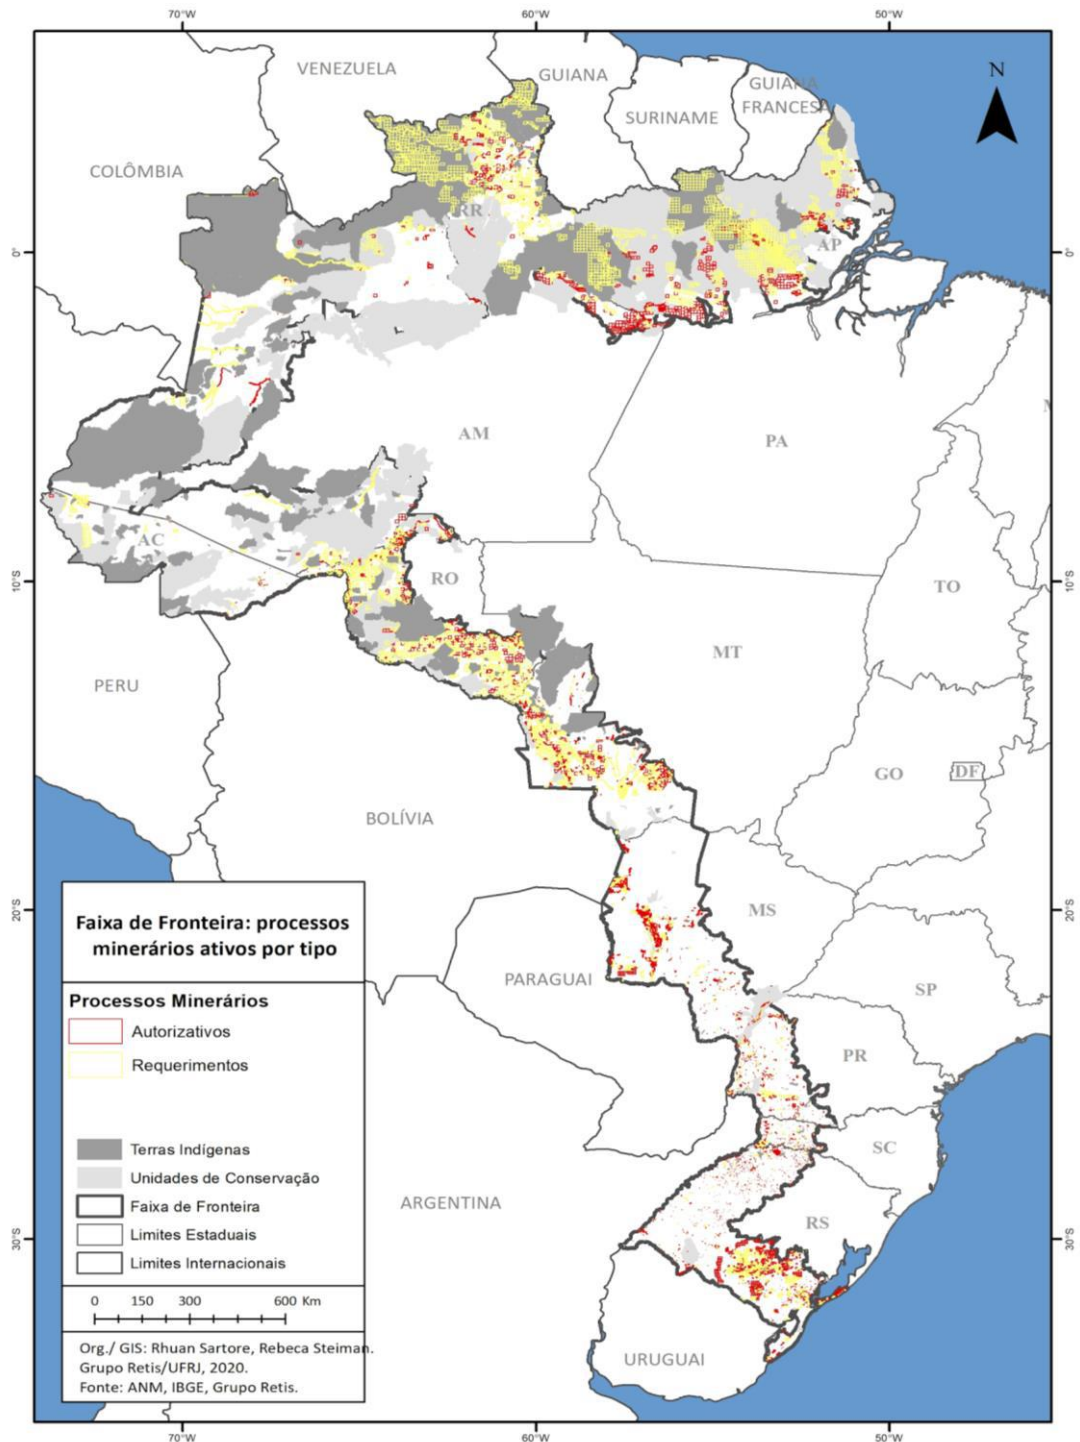 70°W
60°W
50°W
N
VENEZUELA
GUIANA
GUIANA
FRANCESA
SURINAME
COLÔMBIA
RR
AP
0°
0°
AM
PA
AC
RO
TO
10°S
10°S
MT
PERU
GO
DF
BOLÍVIA
MS
20°S
20°S
PARAGUAI
SP
PR
SC
ARGENTINA
RS
30°S
30°S
URUGUAI
Faixa de Fronteira: processos
minerários ativos por tipo
Processos Minerários
Autorizativos
Requerimentos
Terras Indígenas
Unidades de Conservação
Faixa de Fronteira
Limites Estaduais
Limites Internacionais
0 150 300 600 Km
Org./ GIS: Rhuan Sartore, Rebeca Steiman.
Grupo Retis/UFRJ, 2020.
Fonte: ANM, IBGE, Grupo Retis.
70°W
60°W
50°W